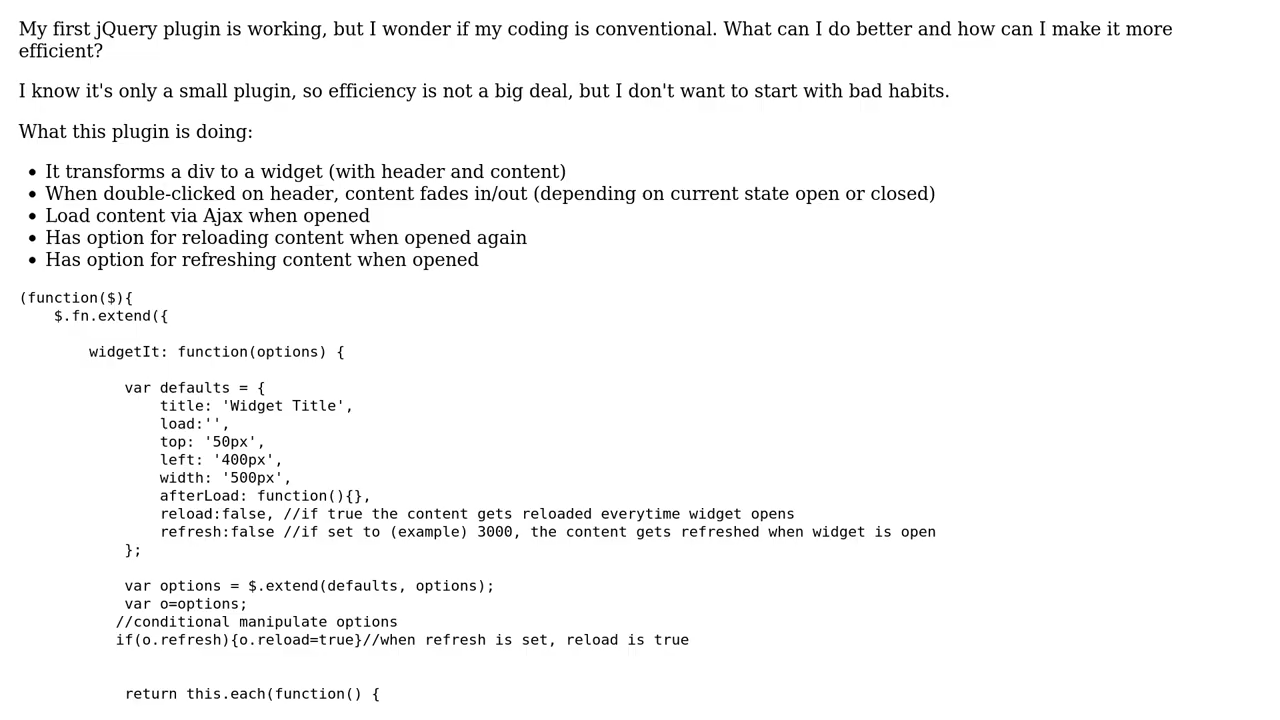 My first jQuery plugin is working, but I wonder if my coding is conventional. What can I do better and how can I make it more
efficient?
I know it's only a small plugin, so efficiency is not a big deal, but I don't want to start with bad habits.
What this plugin is doing:
• It transforms a div to a widget (with header and content)
• When double-clicked on header, content fades in/out (depending on current state open or closed)
• Load content via Ajax when opened
• Has option for reloading content when opened again
• Has option for refreshing content when opened
(function($){
    $.fn.extend({
        widgetIt: function(options) {
            var defaults = {
                title: 'Widget Title',
                load:'',
                top: '50px',
                left: '400px',
                width: '500px',
                afterLoad: function(){},
                reload:false, //if true the content gets reloaded everytime widget opens
                refresh:false //if set to (example) 3000, the content gets refreshed when widget is open
            };
            var options = $.extend(defaults, options);
            var o=options;
           //conditional manipulate options
           if(o.refresh){o.reload=true}//when refresh is set, reload is true
            return this.each(function() {